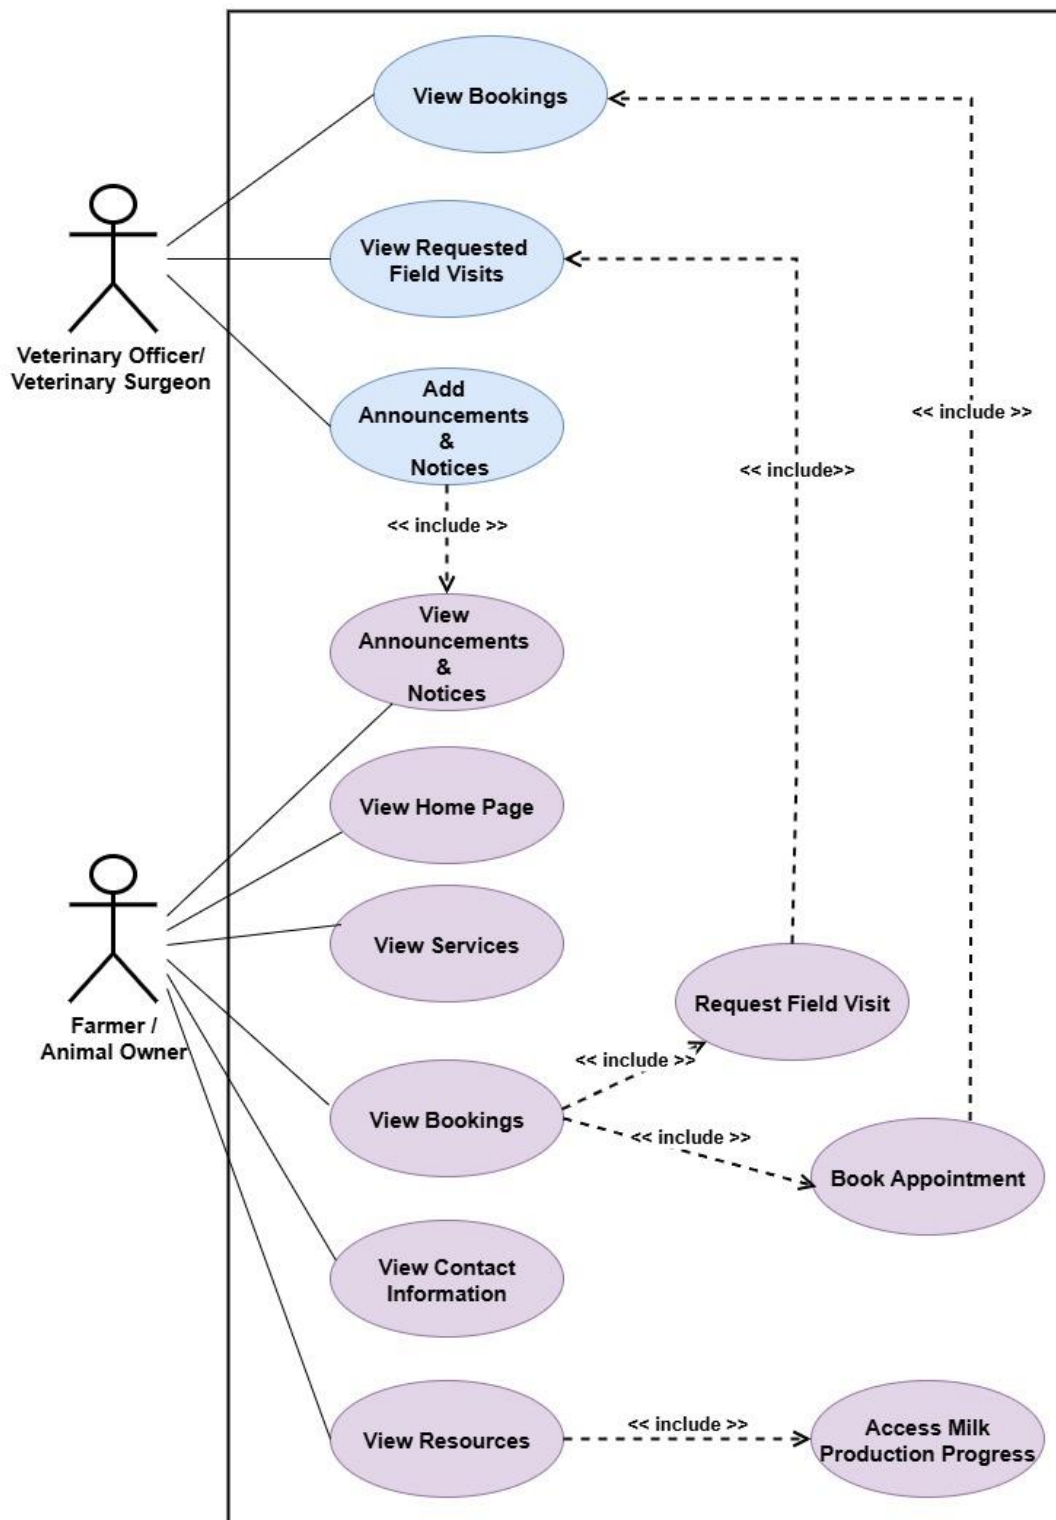 View Bookings
View Requested
Field Visits
Veterinary Officer/
Veterinary Surgeon
Add
Announcements
&
Notices
<< include >>
<< include>>
<< include >>
View
Announcements
&
Notices
View Home Page
View Services
Request Field Visit
Farmer /
Animal Owner
<< include >>
View Bookings
<< include >>
Book Appointment
View Contact
Information
View Resources
<< include >>
Access Milk
Production Progress